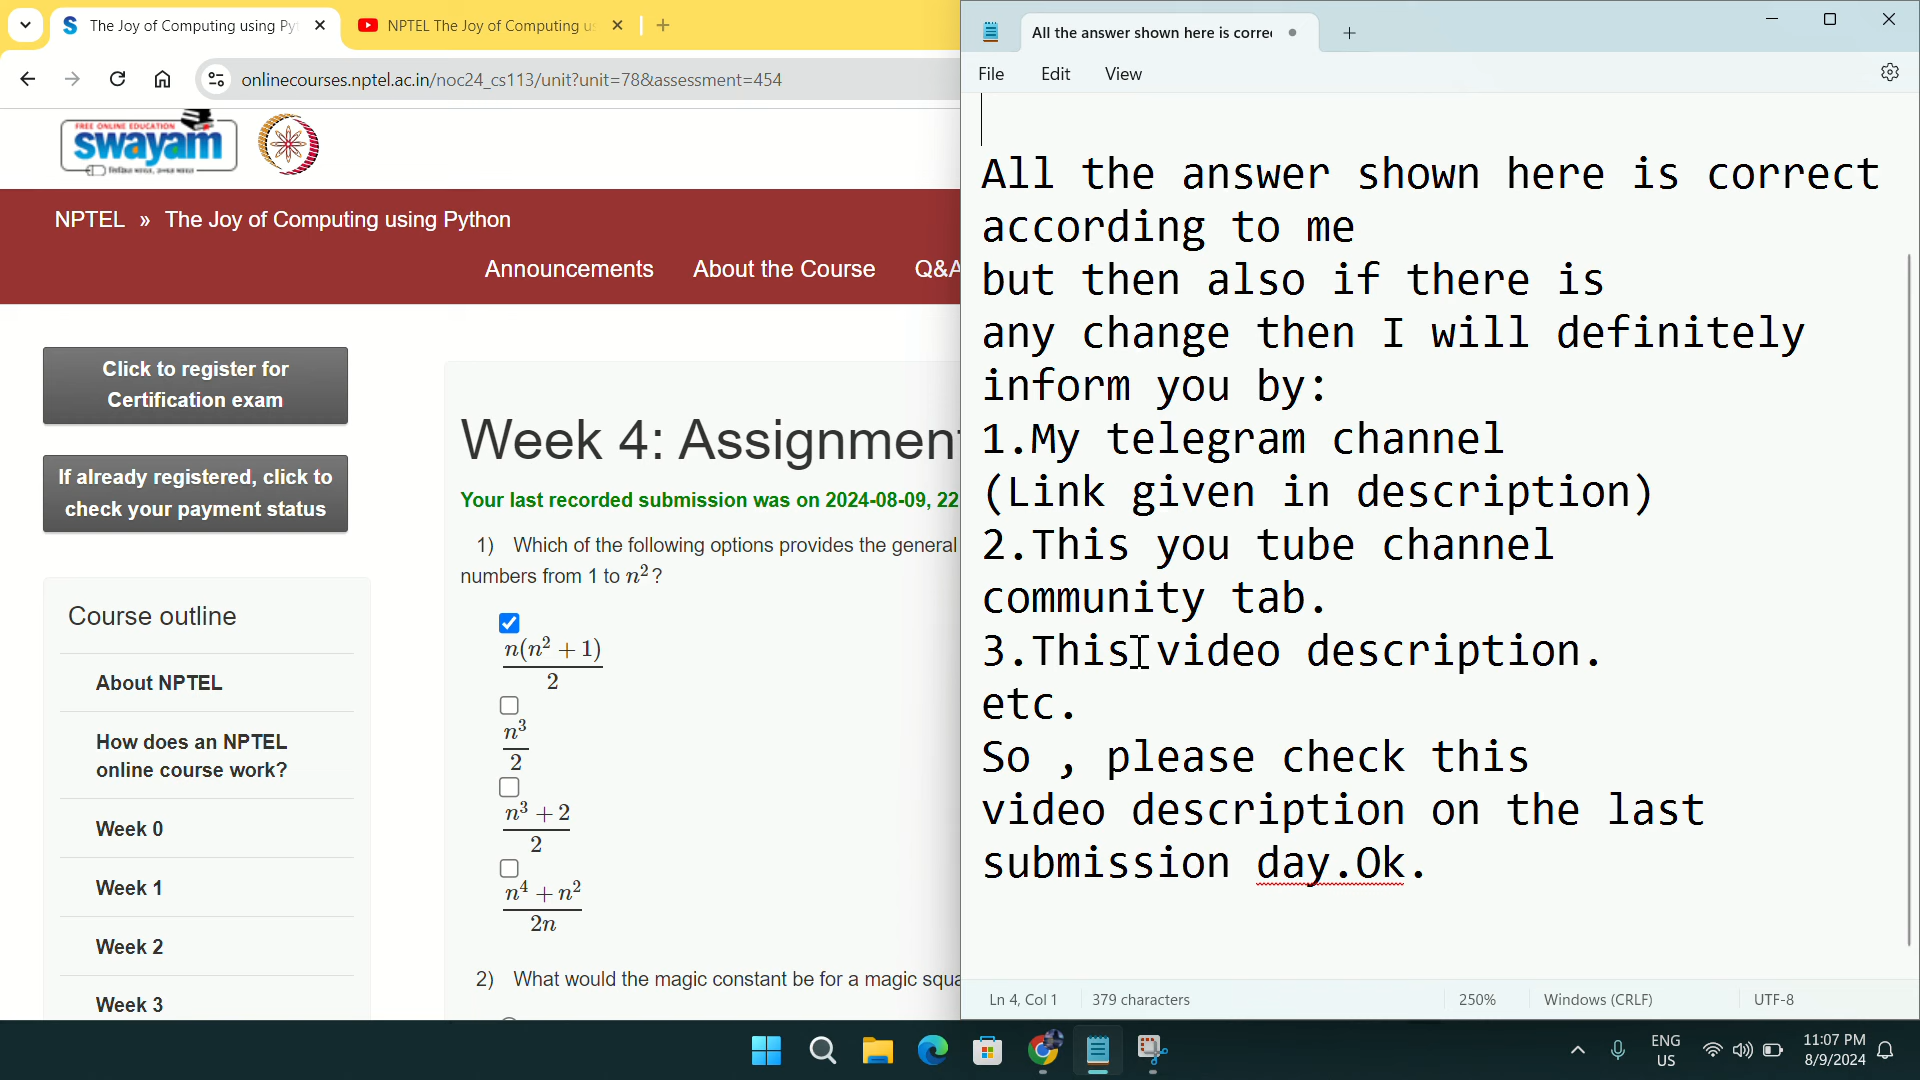 The Joy of Computing using Py
NPTEL The Joy of Computing us
onlinecourses.nptel.ac.in/noc24_cs113/unit?unit=78&assessment=454
FREE ONLINE EDUCATION
swayam
NPTEL » The Joy of Computing using Python
Announcements About the Course Q&A
Click to register for
Certification exam
If already registered, click to
check your payment status
Course outline
About NPTEL
How does an NPTEL
online course work?
Week 0
Week 1
Week 2
Week 3
Week 4: Assignment
Your last recorded submission was on 2024-08-09, 22
1) Which of the following options provides the general
numbers from 1 to n²?
n(n² + 1)
2
n³
2
n³ + 2
2
n⁴ + n²
2n
2) What would the magic constant be for a magic squa
All the answer shown here is correc
File Edit View
All the answer shown here is correct
according to me
but then also if there is
any change then I will definitely
inform you by:
1.My telegram channel
(Link given in description)
2.This you tube channel
community tab.
3.This video description.
etc.
So , please check this
video description on the last
submission day.Ok.
Ln 4, Col 1 379 characters 250% Windows (CRLF) UTF-8
ENG
US
11:07 PM
8/9/2024